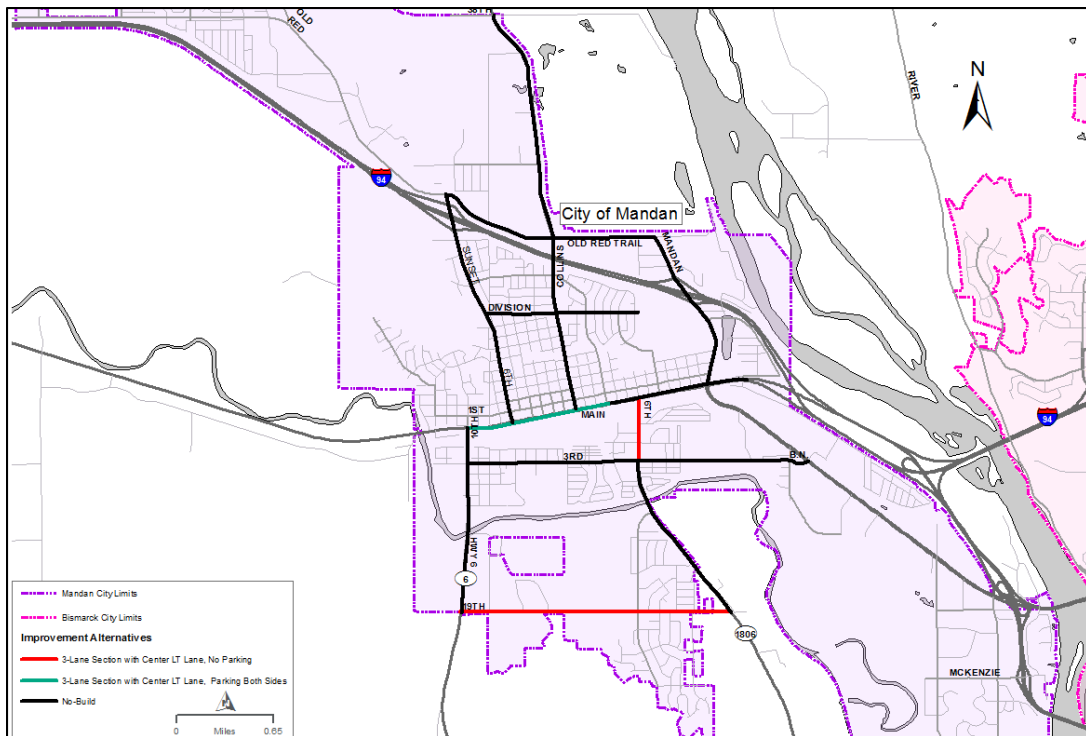 38TH
OLD
RED
RIVER
N
94
City of Mandan
OLD RED TRAIL
MANDAN
SUNSET
COLLINS
DIVISION
6TH
1ST
10TH
MAIN
6TH
94
3RD
B.N.
HWY 6
6
19TH
1806
MCKENZIE
Mandan City Limits
Bismarck City Limits
Improvement Alternatives
3-Lane Section with Center LT Lane, No Parking
3-Lane Section with Center LT Lane, Parking Both Sides
No-Build
0 Miles 0.65